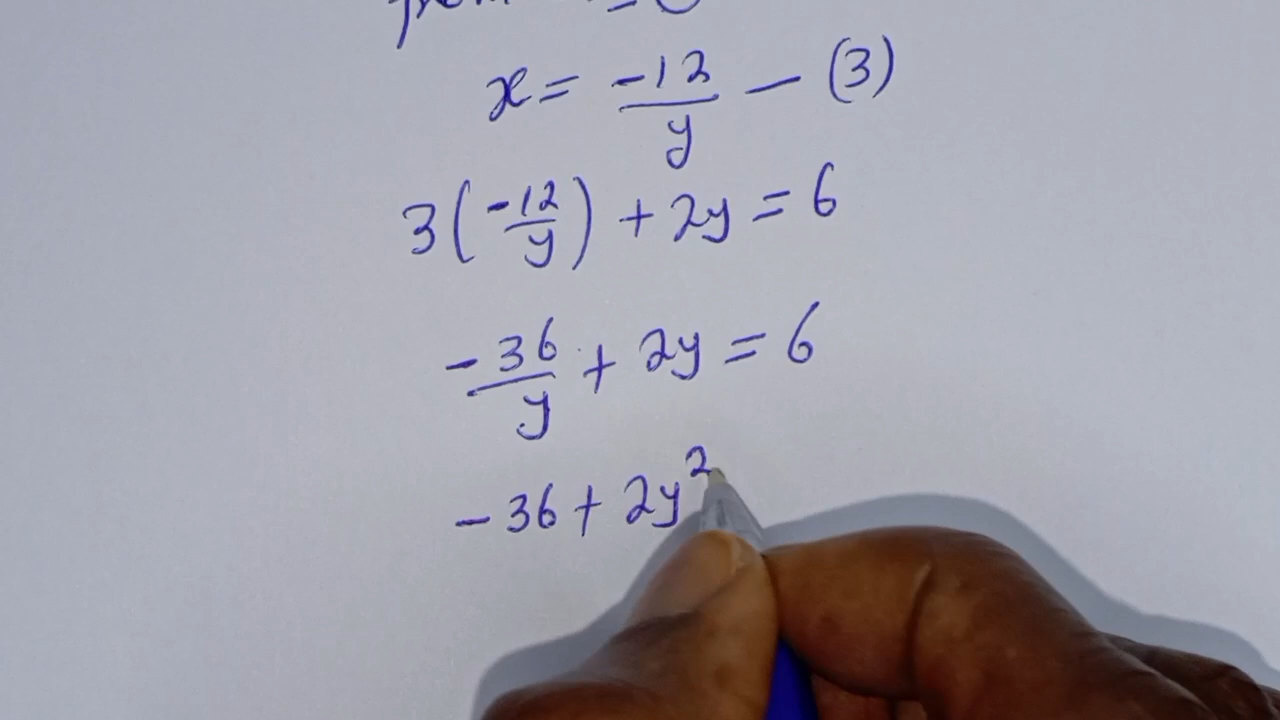 x = -12/y — (3)
3(-12/y) + 2y = 6
-36/y + 2y = 6
-36 + 2y²